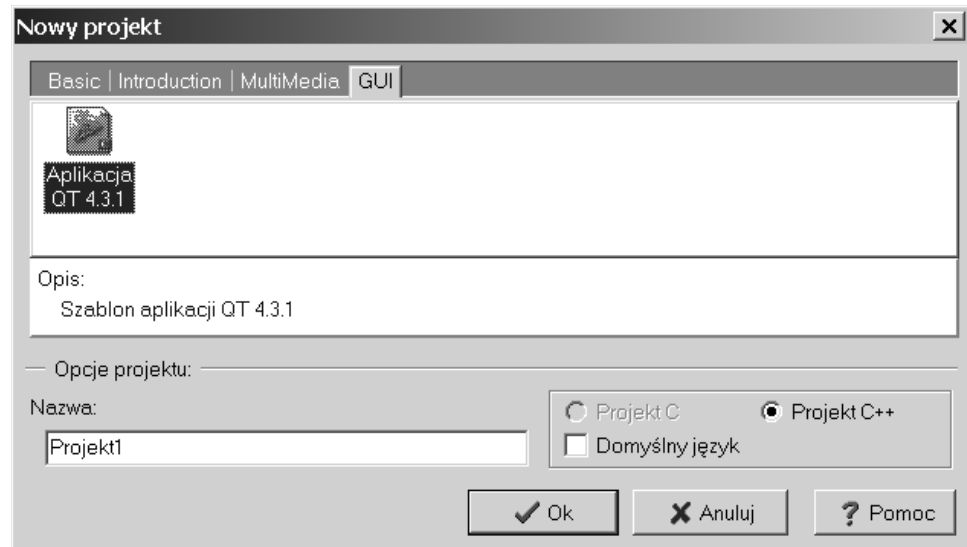 Nowy projekt
Basic | Introduction | MultiMedia GUI
Aplikacja
QT 4.3.1
Opis:
Szablon aplikacji QT 4.3.1
Opcje projektu:
Nazwa:
Projekt1
Projekt C
Projekt C++
Domyślny język
Ok
Anuluj
? Pomoc